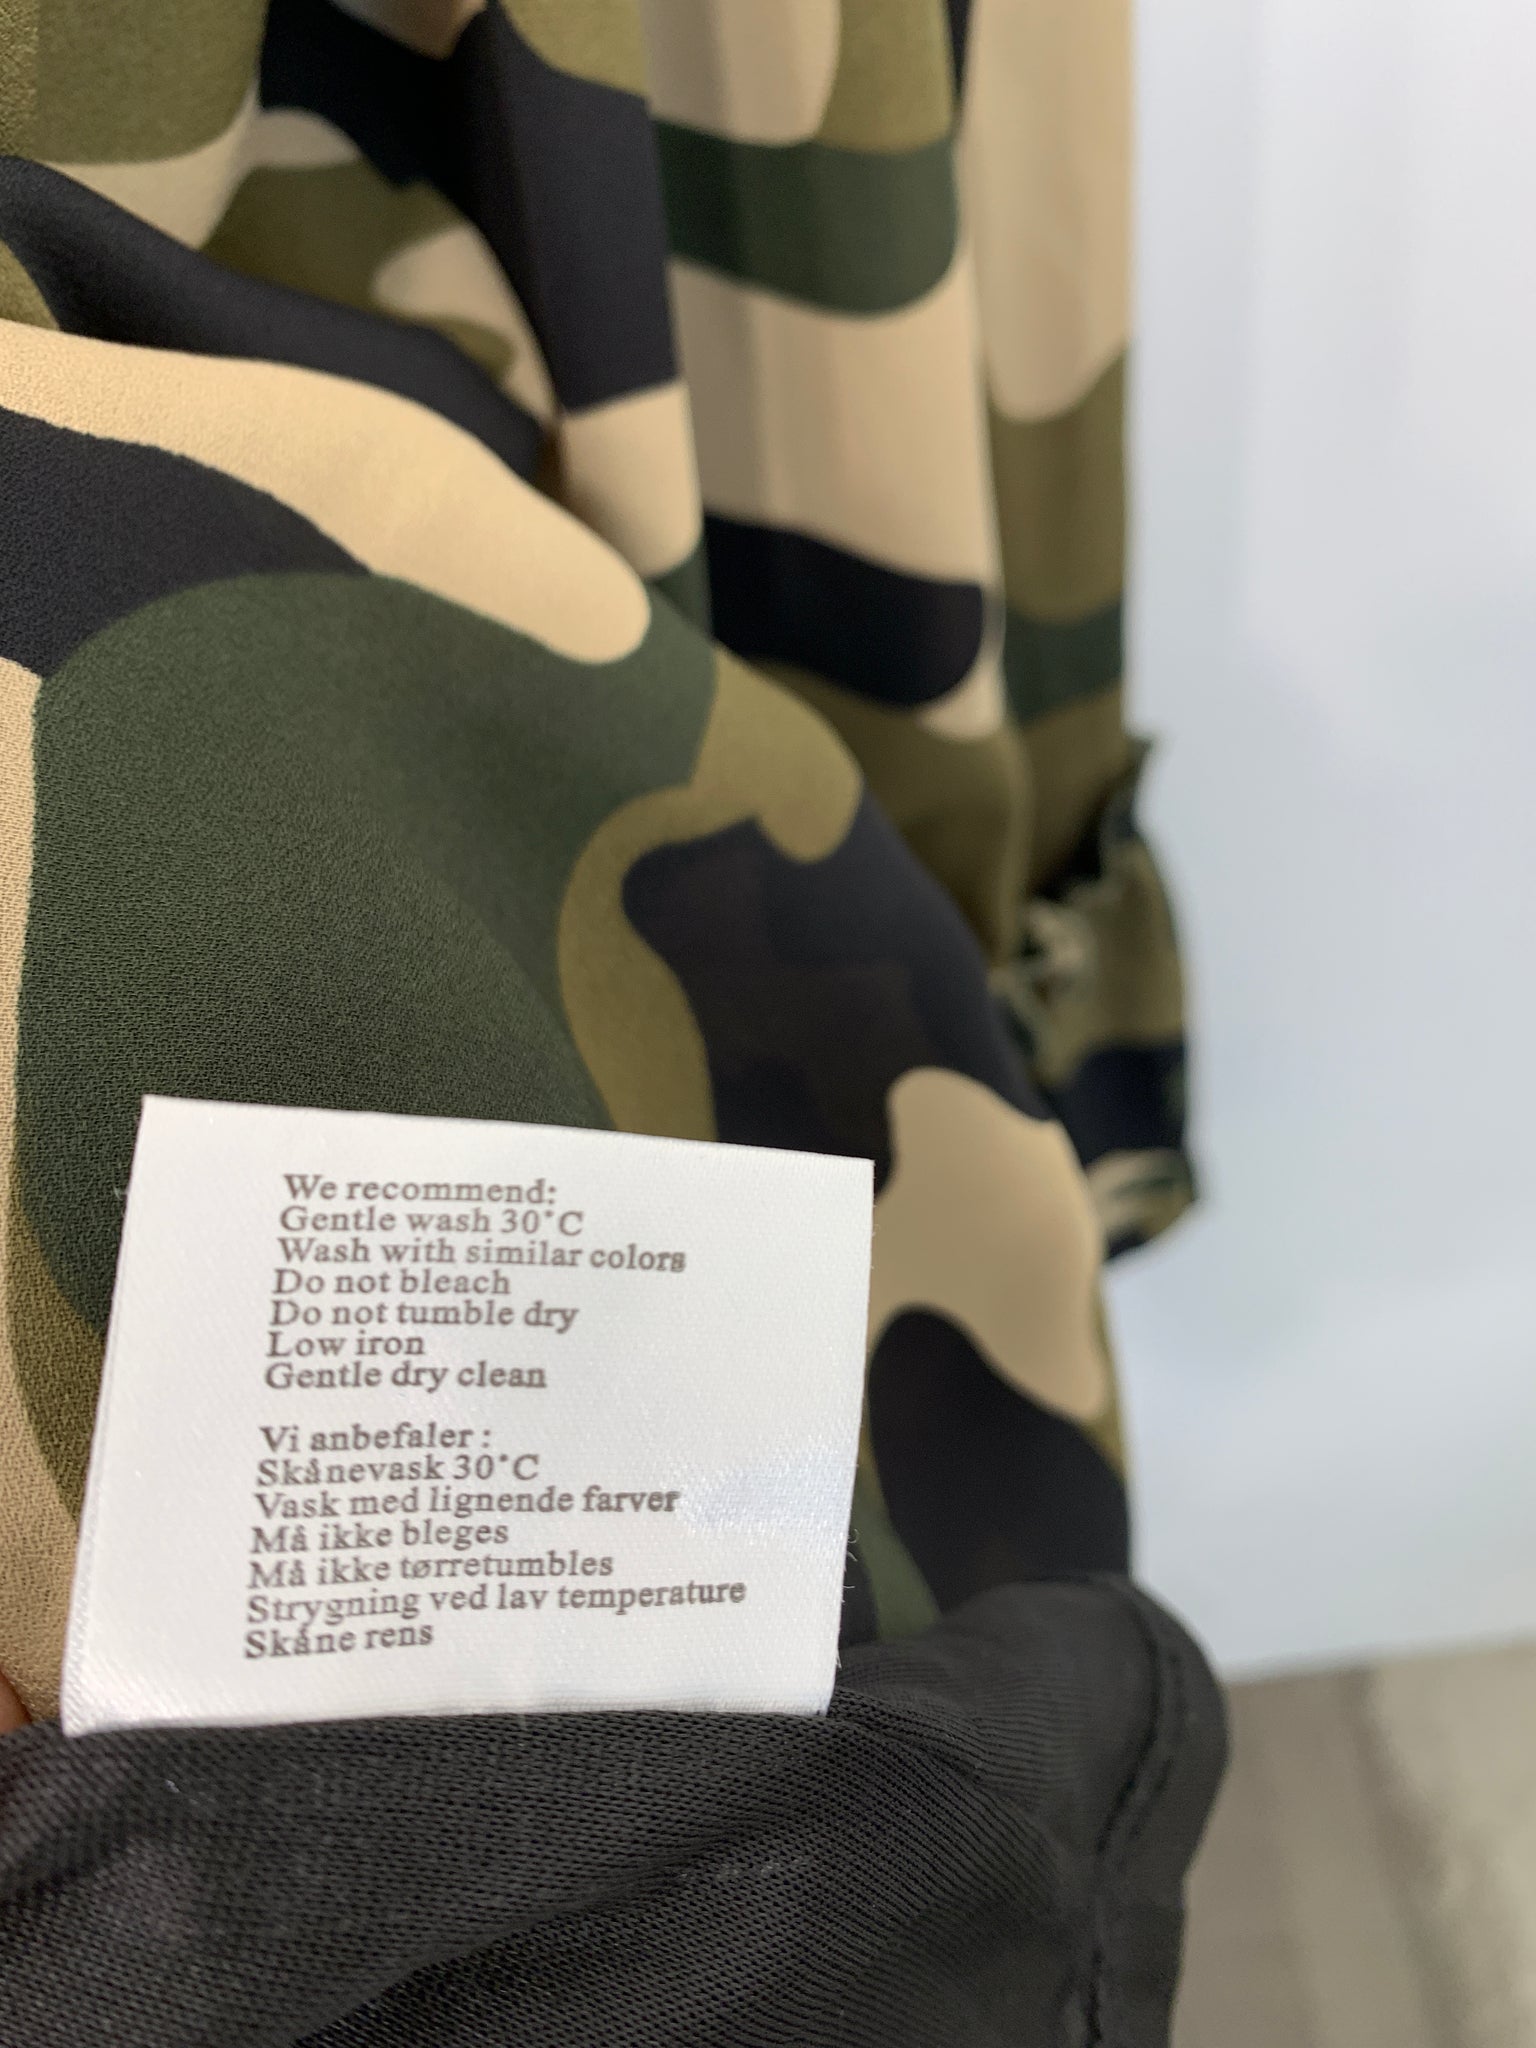 We recommend:
Gentle wash 30°C
Wash with similar colors
Do not bleach
Do not tumble dry
Low iron
Gentle dry clean
Vi anbefaler :
Skånevask 30°C
Vask med lignende farver
Må ikke bleges
Må ikke tørretumbles
Strygning ved lav temperature
Skåne rens